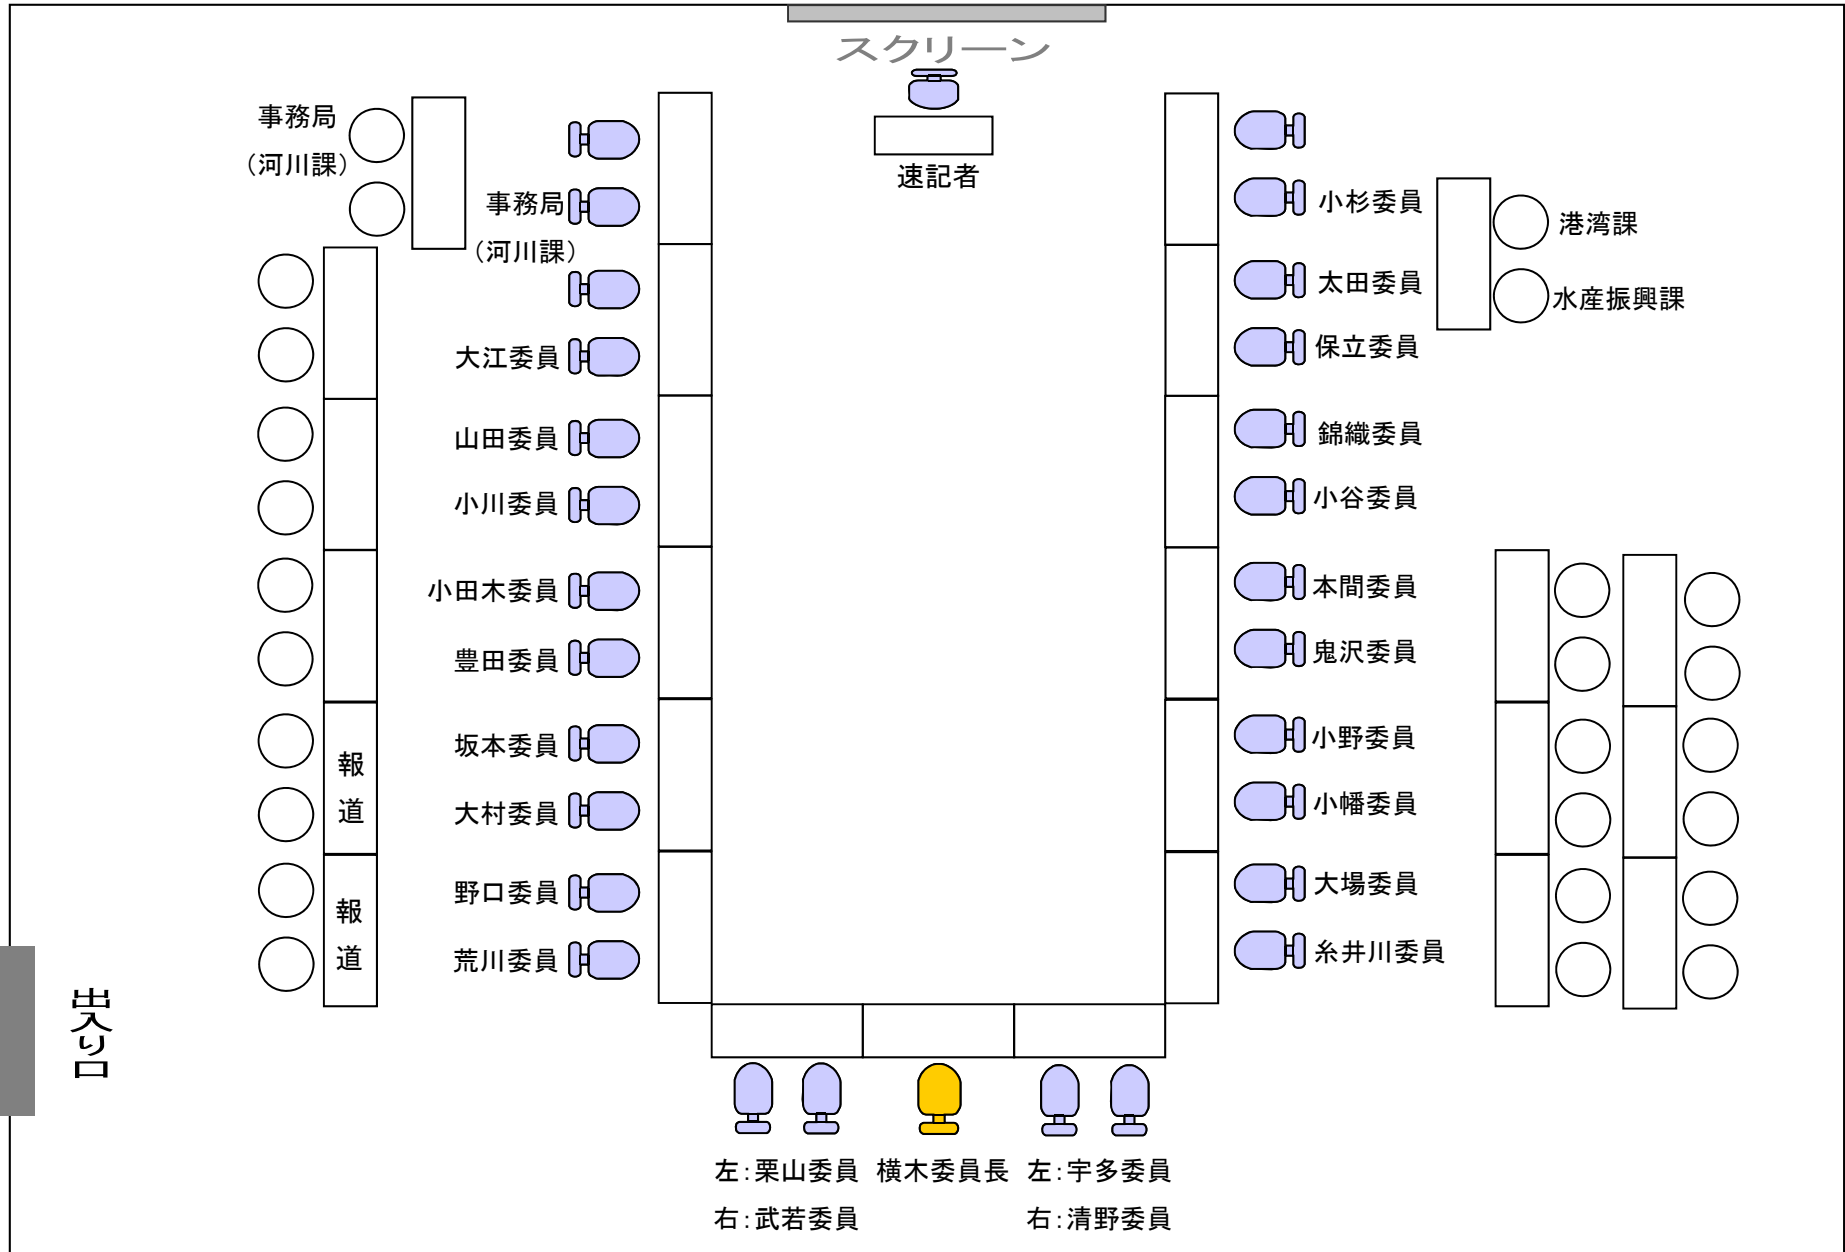 スクリーン
速記者
事務局
（河川課）
事務局
（河川課）
大江委員
山田委員
小川委員
小田木委員
豊田委員
坂本委員
大村委員
野口委員
荒川委員
小杉委員
太田委員
保立委員
錦織委員
小谷委員
本間委員
鬼沢委員
小野委員
小幡委員
大場委員
糸井川委員
港湾課
水産振興課
報
道
報
道
出入り口
左：栗山委員
右：武若委員
横木委員長
左：宇多委員
右：清野委員